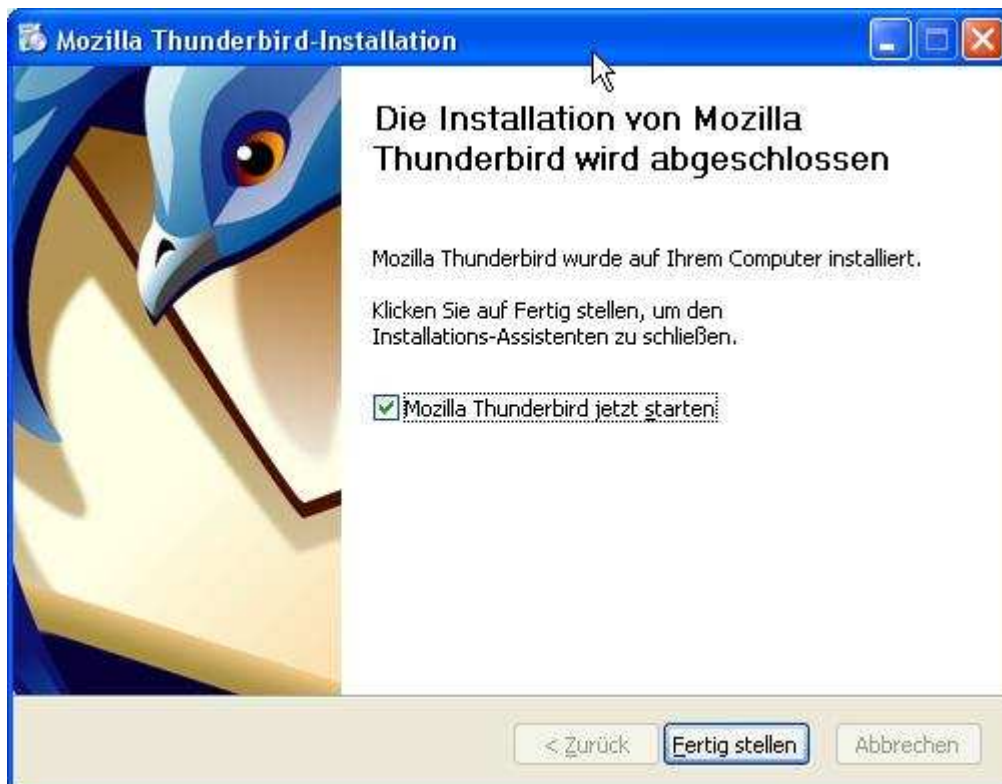 Mozilla Thunderbird-Installation
Die Installation von Mozilla
Thunderbird wird abgeschlossen
Mozilla Thunderbird wurde auf Ihrem Computer installiert.
Klicken Sie auf Fertig stellen, um den
Installations-Assistenten zu schließen.
Mozilla Thunderbird jetzt starten
< Zurück Fertig stellen Abbrechen